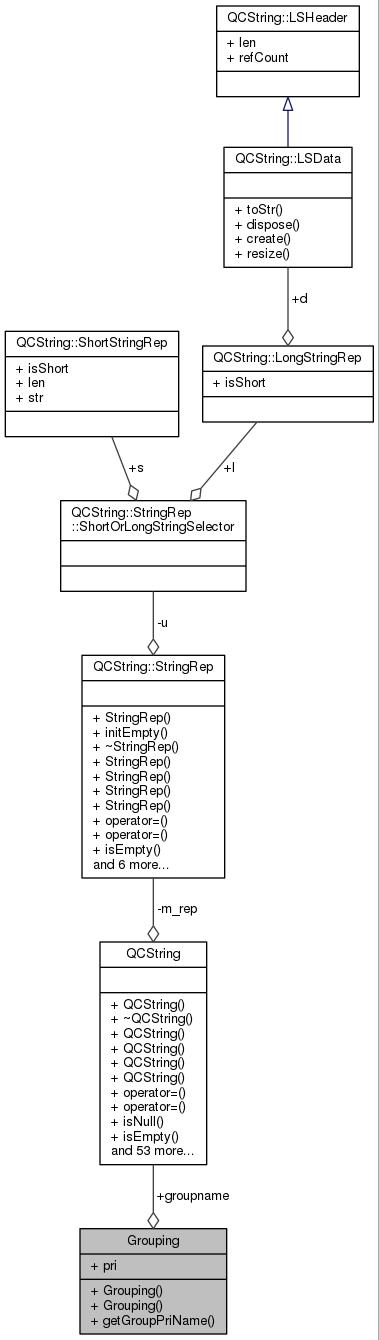 QCString::LSHeader
+ len
+ refCount
QCString::LSData
+ toStr()
+ dispose()
+ create()
+ resize()
+d
QCString::ShortStringRep
+ isShort
+ len
+ str
QCString::LongStringRep
+ isShort
+s
+l
QCString::StringRep
::ShortOrLongStringSelector
-u
QCString::StringRep
+ StringRep()
+ initEmpty()
+ ~StringRep()
+ StringRep()
+ StringRep()
+ StringRep()
+ StringRep()
+ operator=()
+ operator=()
+ isEmpty()
and 6 more...
-m_rep
QCString
+ QCString()
+ ~QCString()
+ QCString()
+ QCString()
+ QCString()
+ QCString()
+ operator=()
+ operator=()
+ isNull()
+ isEmpty()
and 53 more...
+groupname
Grouping
+ pri
+ Grouping()
+ Grouping()
+ getGroupPriName()